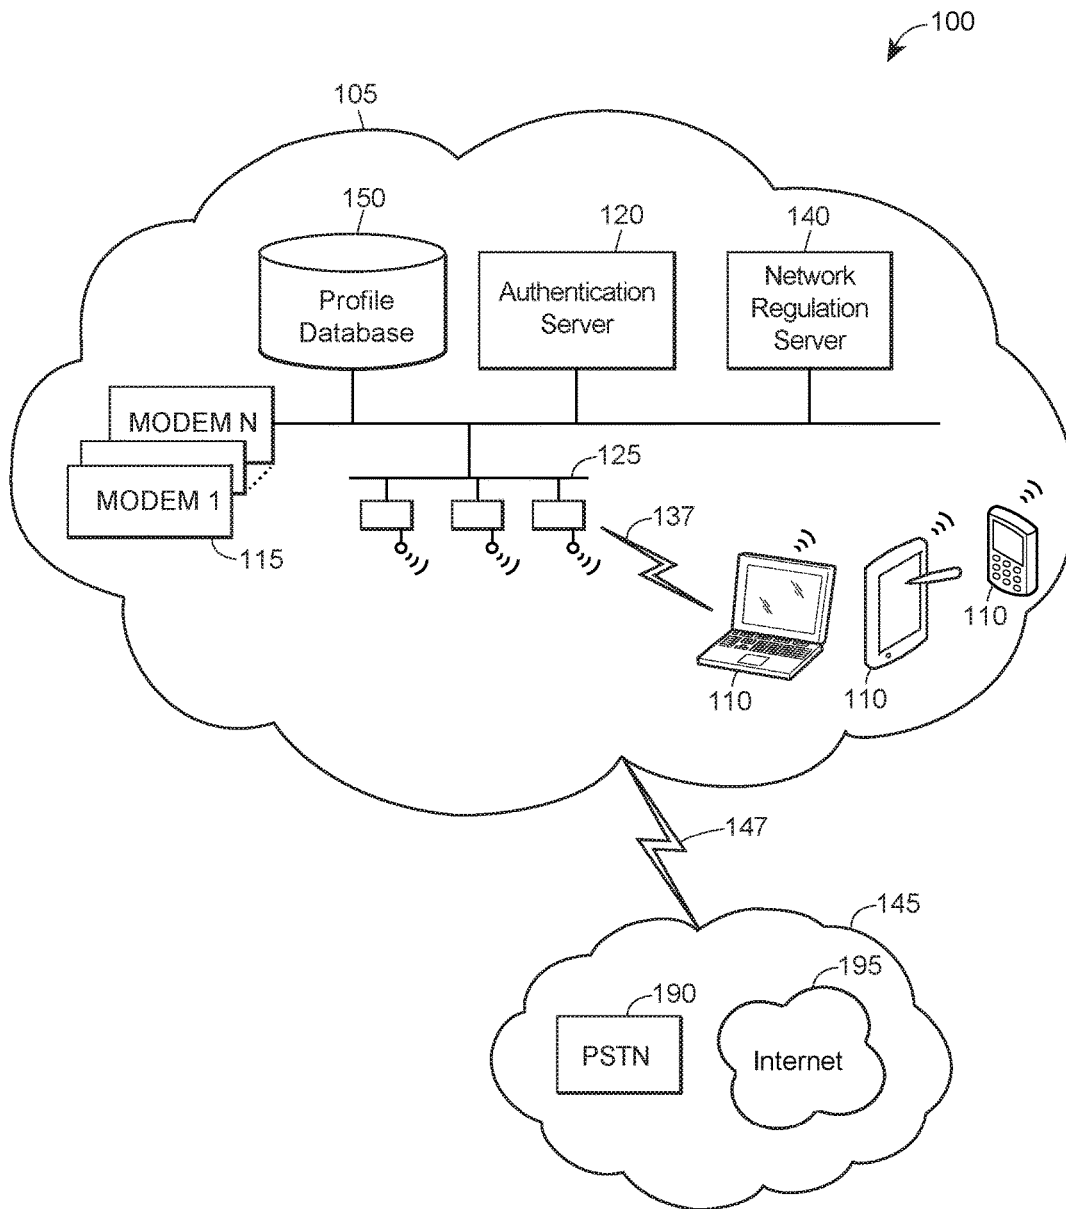 100
105
150
120
140
Profile
Database
Authentication
Server
Network
Regulation
Server
MODEM N
MODEM 1
115
125
137
110
110
110
147
145
190
195
PSTN
Internet